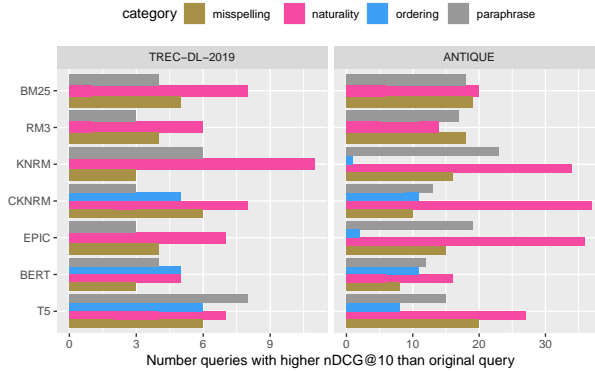 category misspelling naturality ordering paraphrase
TREC−DL−2019 ANTIQUE
BM25
RM3
KNRM
CKNRM
EPIC
BERT
T5
0 3 6 9 0 10 20 30
Number queries with higher nDCG@10 than original query